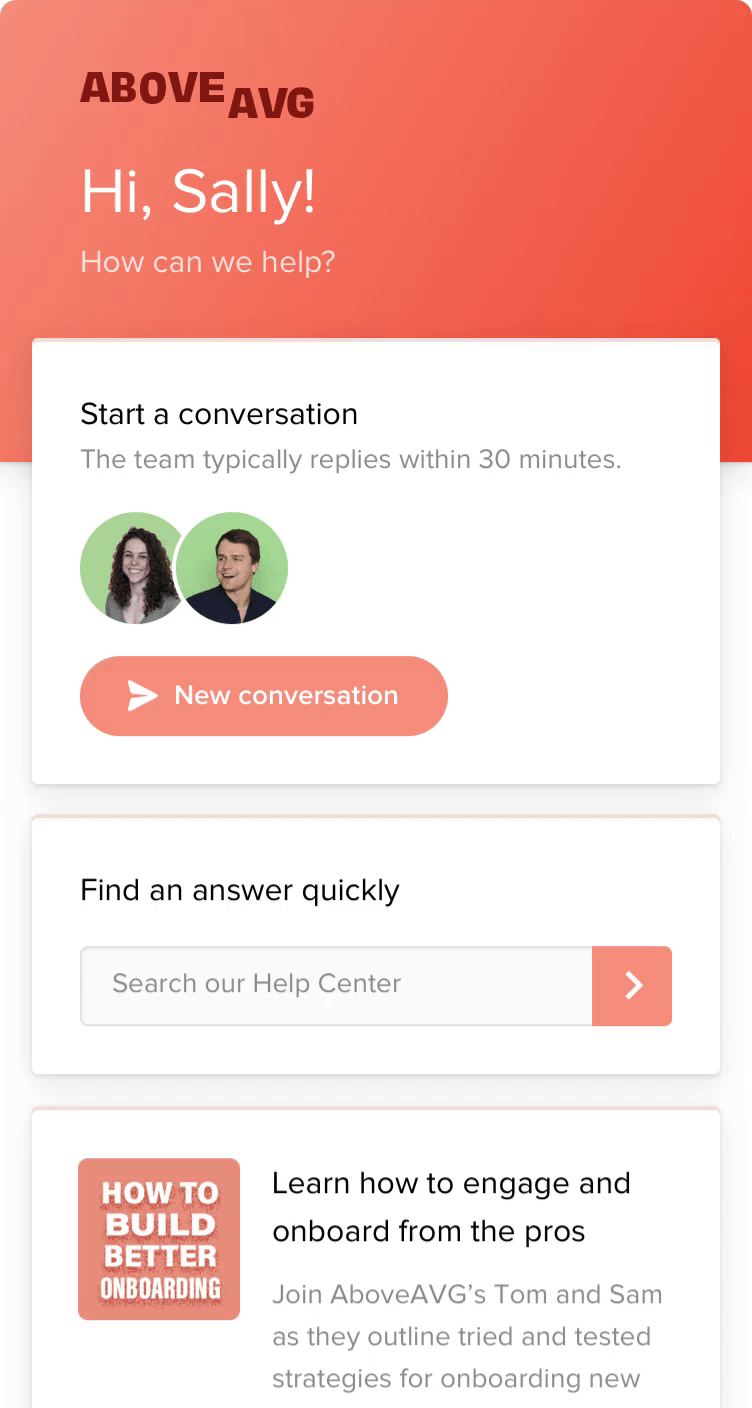 ABOVE AVG
Hi, Sally!
How can we help?
Start a conversation
The team typically replies within 30 minutes.
New conversation
Find an answer quickly
Search our Help Center
HOW TO
BUILD
BETTER
ONBOARDING
Learn how to engage and
onboard from the pros
Join AboveAVG’s Tom and Sam
as they outline tried and tested
strategies for onboarding new